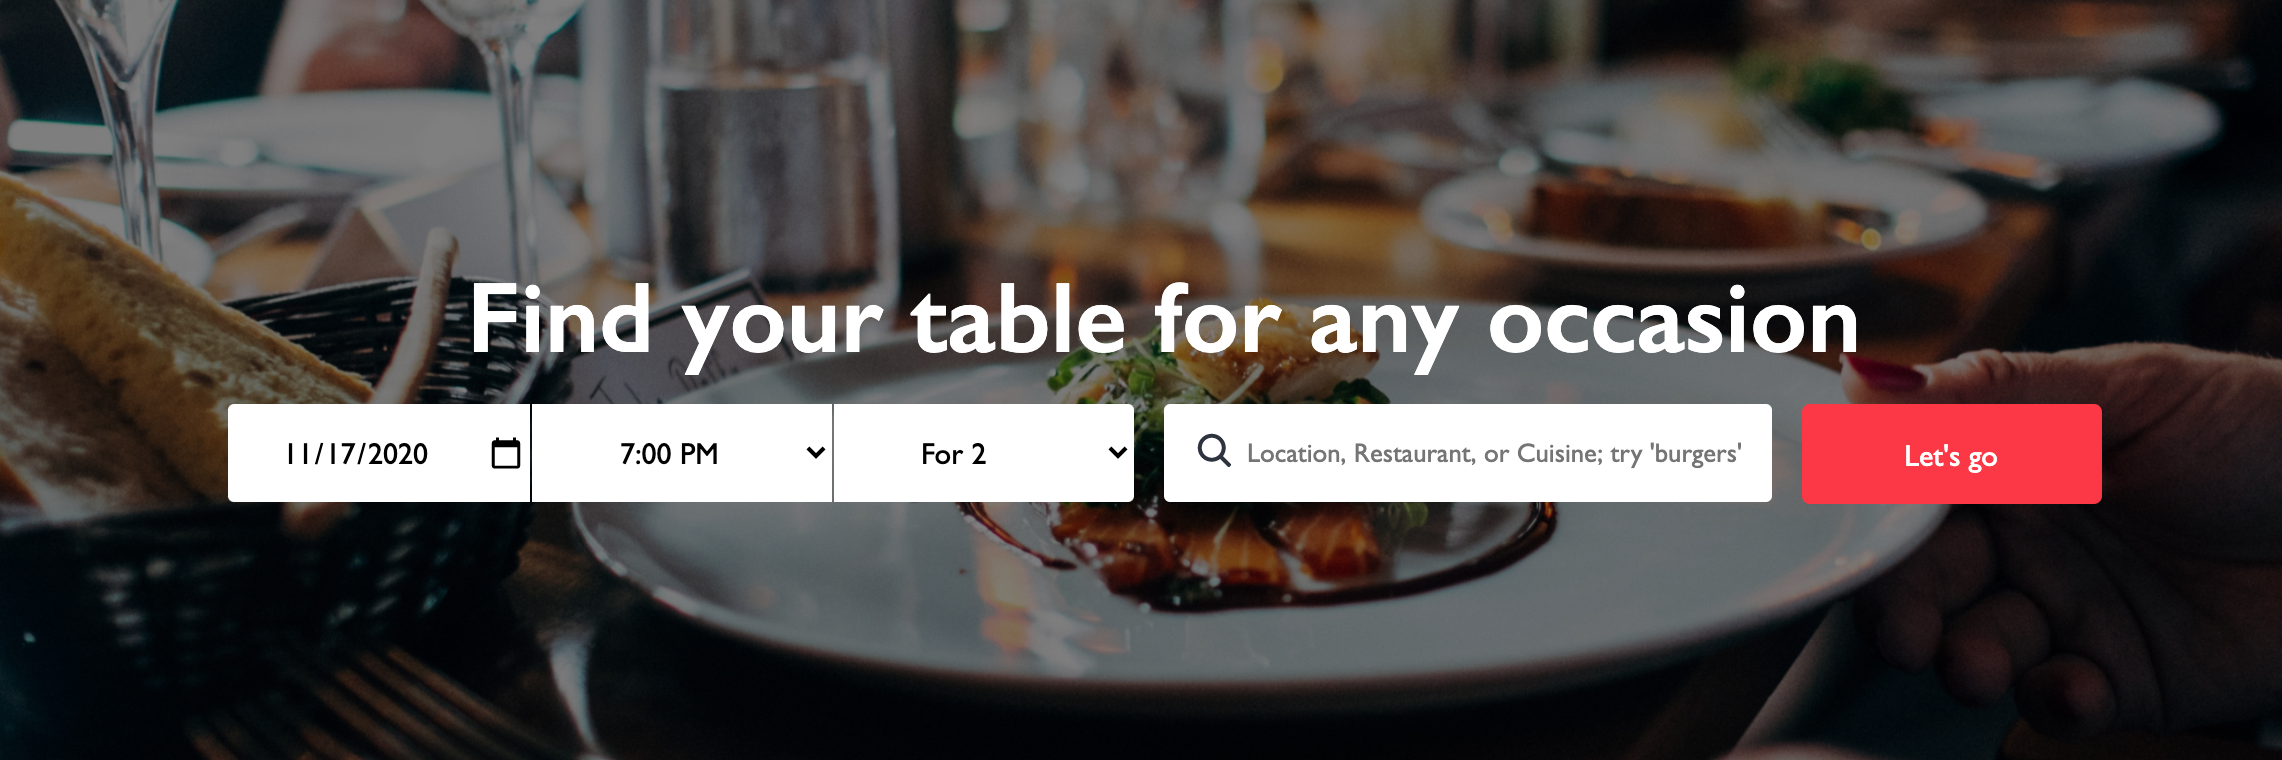 Find your table for any occasion
11/17/2020
7:00 PM
For 2
Location, Restaurant, or Cuisine; try 'burgers'
Let's go